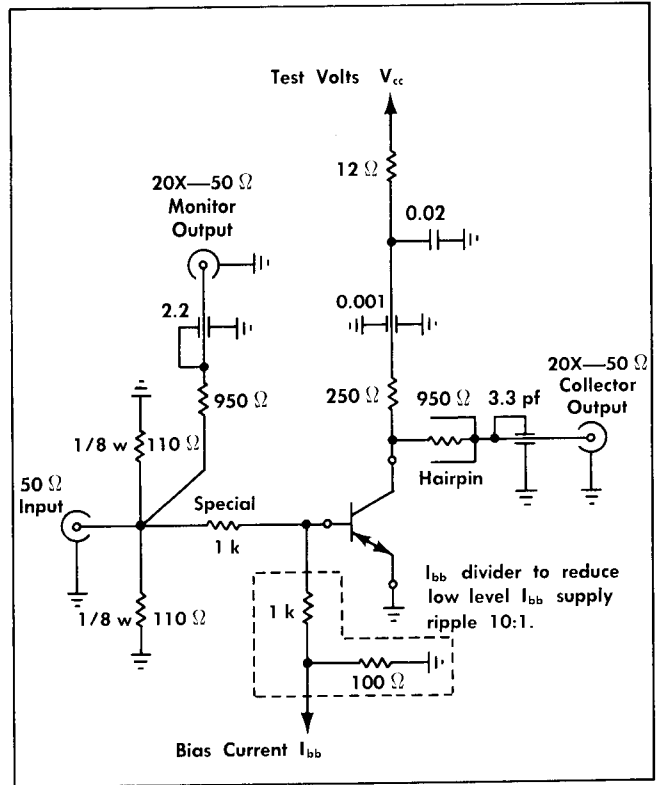 Test Volts V_cc
12 Ω
20X—50 Ω
Monitor
Output
0.02
2.2
0.001
950 Ω
250 Ω
950 Ω
3.3 pf
20X—50 Ω
Collector
Output
1/8 w
110 Ω
Hairpin
50 Ω
Input
Special
1 k
I_bb divider to reduce
low level I_bb supply
ripple 10:1.
1 k
1/8 w
110 Ω
100 Ω
Bias Current I_bb